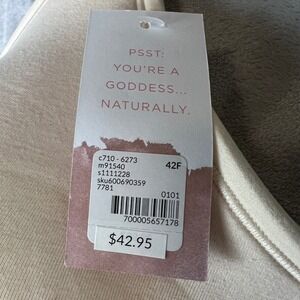 PSST:
YOU'RE A
GODDESS...
NATURALLY.
c710 - 6273
m91540 42F
s1111228
sku600690359
7781 0101
700005657178
$42.95